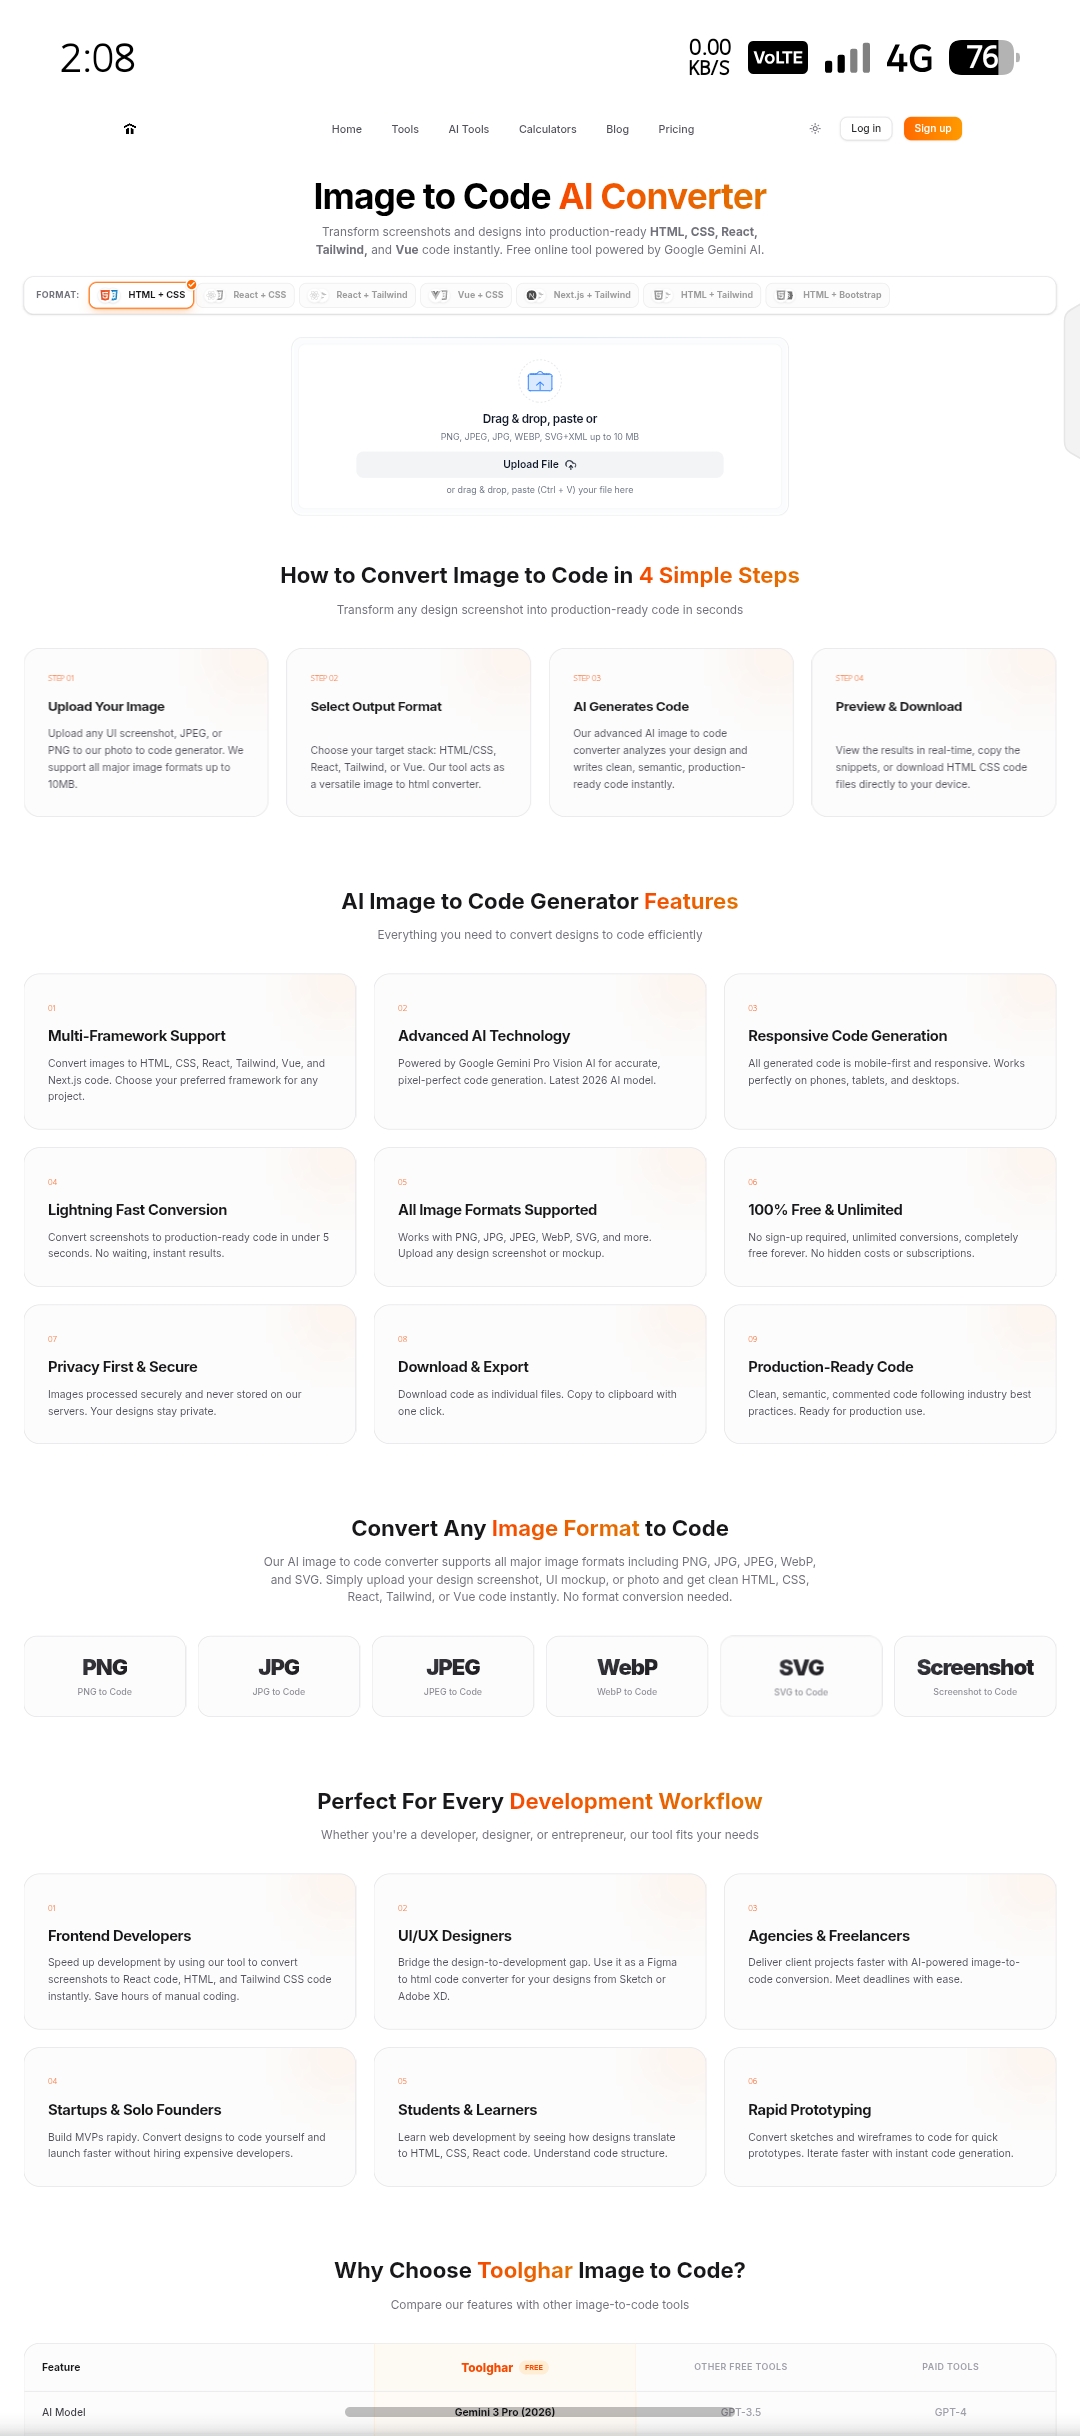 2:08
0.00
KB/S
VoLTE
4G
76
Home Tools AI Tools Calculators Blog Pricing
Log in
Sign up
Image to Code AI Converter
Transform screenshots and designs into production-ready HTML, CSS, React,
Tailwind, and Vue code instantly. Free online tool powered by Google Gemini AI.
FORMAT: HTML + CSS React + CSS React + Tailwind Vue + CSS Next.js + Tailwind HTML + Tailwind HTML + Bootstrap
Drag & drop, paste or
PNG, JPEG, JPG, WEBP, SVG+XML up to 10 MB
Upload File
or drag & drop, paste (Ctrl + V) your file here
How to Convert Image to Code in 4 Simple Steps
Transform any design screenshot into production-ready code in seconds
STEP 01
Upload Your Image
Upload any UI screenshot, JPEG, or
PNG to our photo to code generator. We
support all major image formats up to
10MB.
STEP 02
Select Output Format
Choose your target stack: HTML/CSS,
React, Tailwind, or Vue. Our tool acts as
a versatile image to html converter.
STEP 03
AI Generates Code
Our advanced AI image to code
converter analyzes your design and
writes clean, semantic, production-
ready code instantly.
STEP 04
Preview & Download
View the results in real-time, copy the
snippets, or download HTML CSS code
files directly to your device.
AI Image to Code Generator Features
Everything you need to convert designs to code efficiently
01
Multi-Framework Support
Convert images to HTML, CSS, React, Tailwind, Vue, and
Next.js code. Choose your preferred framework for any
project.
02
Advanced AI Technology
Powered by Google Gemini Pro Vision AI for accurate,
pixel-perfect code generation. Latest 2026 AI model.
03
Responsive Code Generation
All generated code is mobile-first and responsive. Works
perfectly on phones, tablets, and desktops.
04
Lightning Fast Conversion
Convert screenshots to production-ready code in under 5
seconds. No waiting, instant results.
05
All Image Formats Supported
Works with PNG, JPG, JPEG, WebP, SVG, and more.
Upload any design screenshot or mockup.
06
100% Free & Unlimited
No sign-up required, unlimited conversions, completely
free forever. No hidden costs or subscriptions.
07
Privacy First & Secure
Images processed securely and never stored on our
servers. Your designs stay private.
08
Download & Export
Download code as individual files. Copy to clipboard with
one click.
09
Production-Ready Code
Clean, semantic, commented code following industry best
practices. Ready for production use.
Convert Any Image Format to Code
Our AI image to code converter supports all major image formats including PNG, JPG, JPEG, WebP,
and SVG. Simply upload your design screenshot, UI mockup, or photo and get clean HTML, CSS,
React, Tailwind, or Vue code instantly. No format conversion needed.
PNG
PNG to Code
JPG
JPG to Code
JPEG
JPEG to Code
WebP
WebP to Code
SVG
SVG to Code
Screenshot
Screenshot to Code
Perfect For Every Development Workflow
Whether you're a developer, designer, or entrepreneur, our tool fits your needs
01
Frontend Developers
Speed up development by using our tool to convert
screenshots to React code, HTML, and Tailwind CSS code
instantly. Save hours of manual coding.
02
UI/UX Designers
Bridge the design-to-development gap. Use it as a Figma
to html code converter for your designs from Sketch or
Adobe XD.
03
Agencies & Freelancers
Deliver client projects faster with AI-powered image-to-
code conversion. Meet deadlines with ease.
04
Startups & Solo Founders
Build MVPs rapidy. Convert designs to code yourself and
launch faster without hiring expensive developers.
05
Students & Learners
Learn web development by seeing how designs translate
to HTML, CSS, React code. Understand code structure.
06
Rapid Prototyping
Convert sketches and wireframes to code for quick
prototypes. Iterate faster with instant code generation.
Why Choose Toolghar Image to Code?
Compare our features with other image-to-code tools
Feature Toolghar FREE OTHER FREE TOOLS PAID TOOLS
AI Model Gemini 3 Pro (2026) GPT-3.5 GPT-4